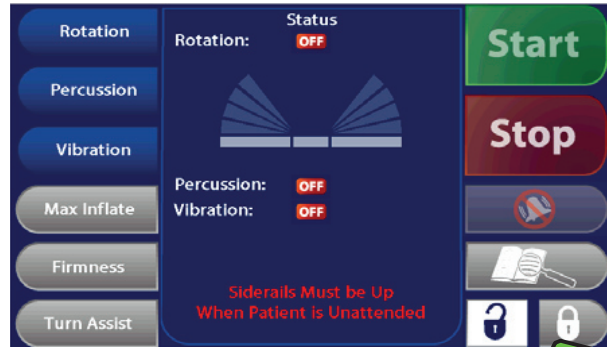 Rotation
Percussion
Vibration
Max Inflate
Firmness
Turn Assist
Status
Rotation: OFF
Percussion: OFF
Vibration: OFF
Siderails Must be Up
When Patient is Unattended
Start
Stop